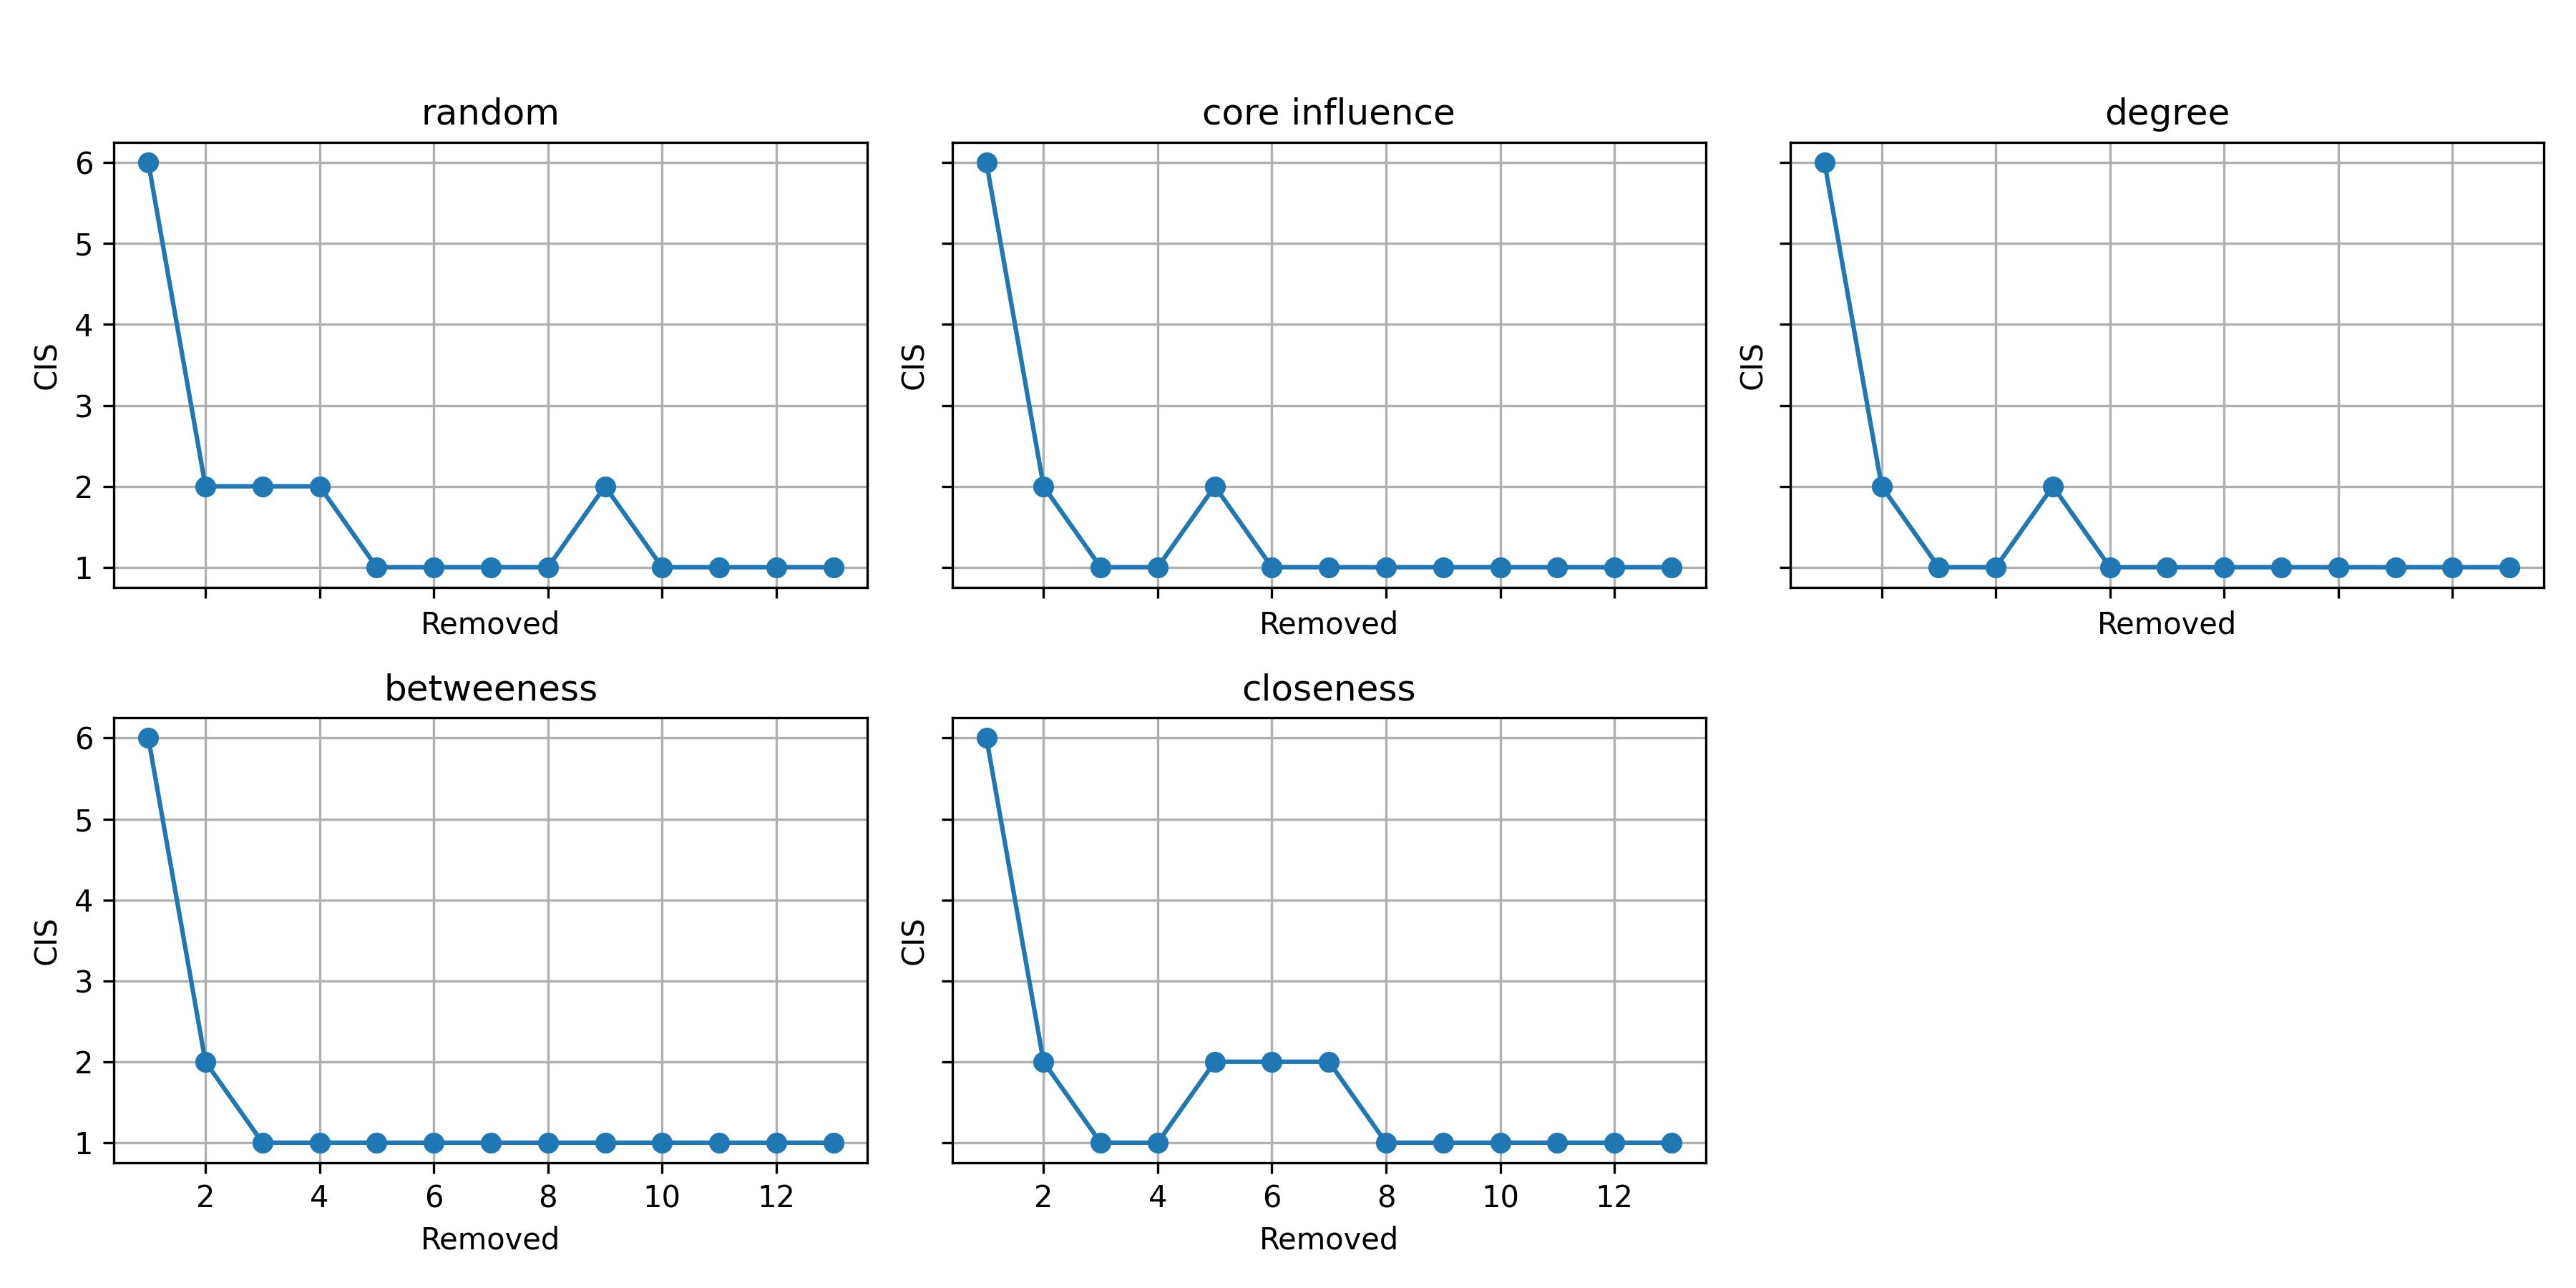 random
6
5
4
3
2
1
CIS
Removed
core influence
CIS
Removed
degree
CIS
Removed
betweeness
6
5
4
3
2
1
CIS
2 4 6 8 10 12
Removed
closeness
CIS
2 4 6 8 10 12
Removed